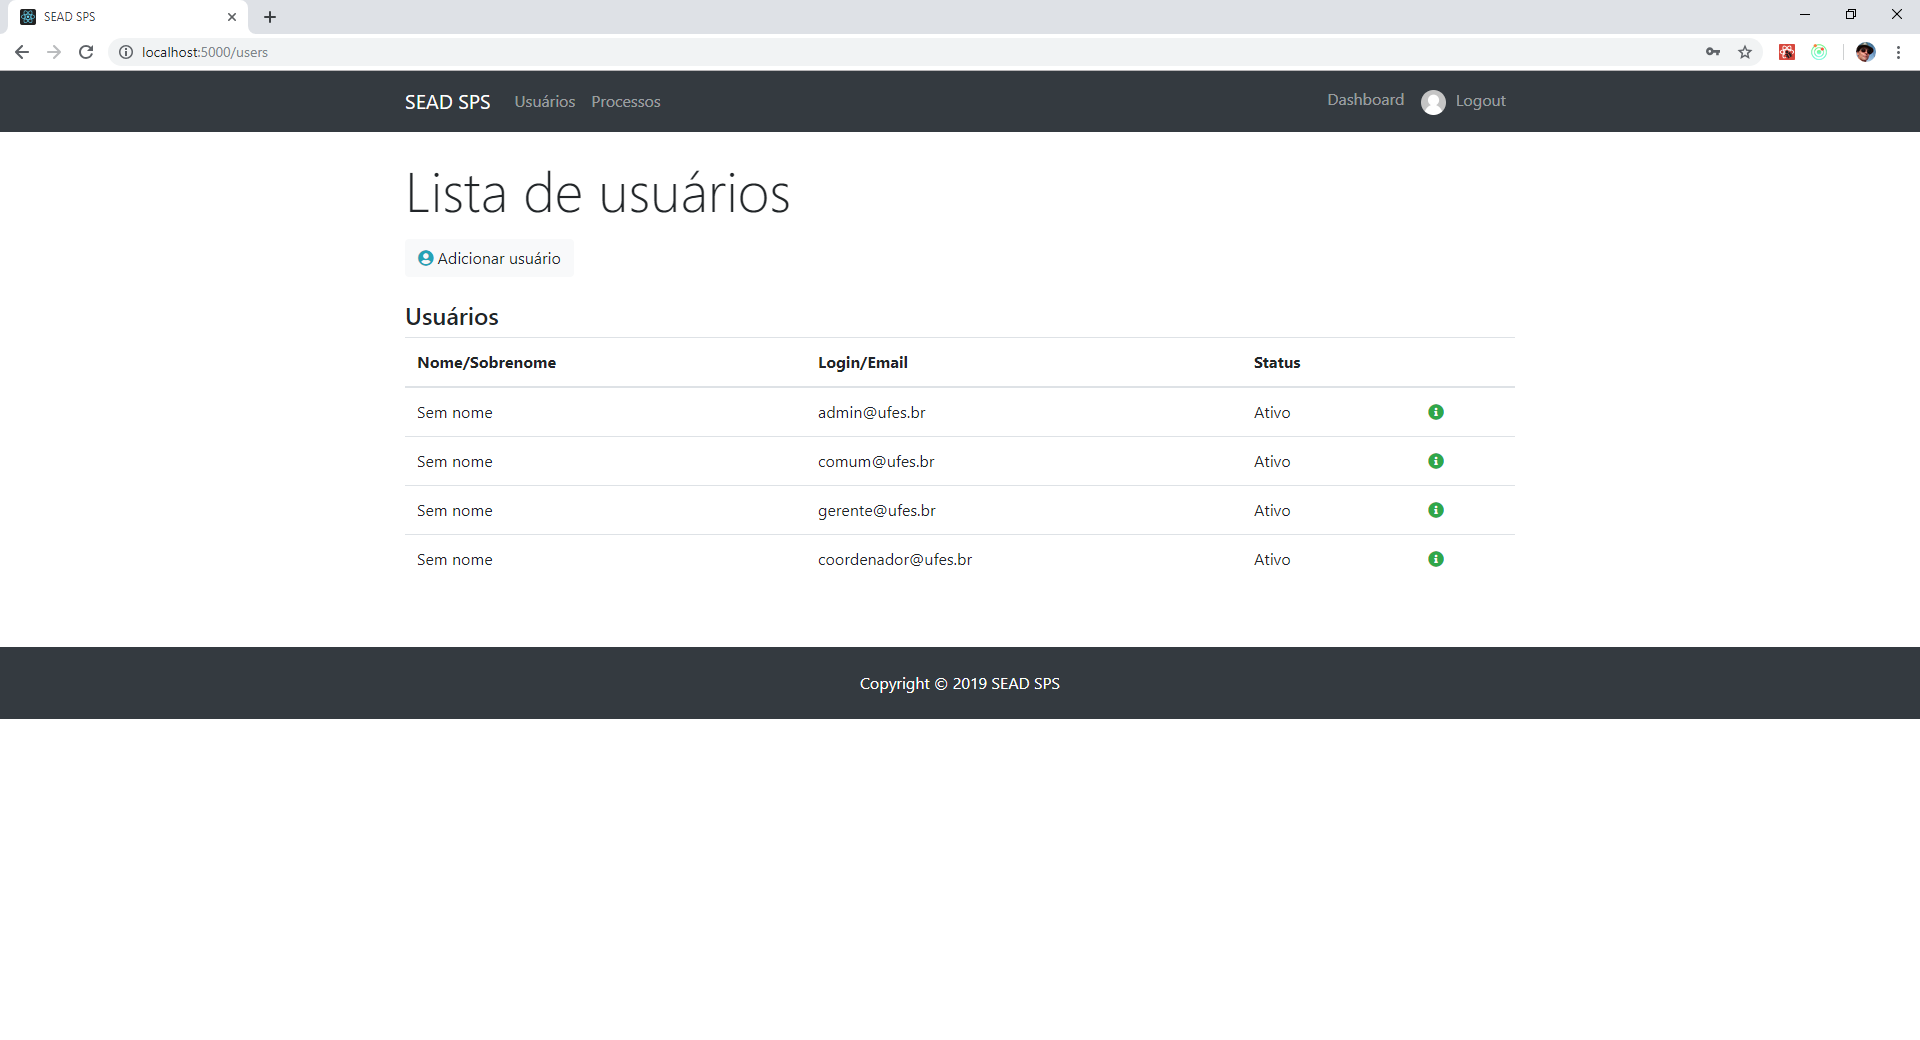 SEAD SPS
localhost:5000/users
SEAD SPS Usuários Processos Dashboard Logout
Lista de usuários
Adicionar usuário
Usuários
Nome/Sobrenome Login/Email Status
Sem nome admin@ufes.br Ativo
Sem nome comum@ufes.br Ativo
Sem nome gerente@ufes.br Ativo
Sem nome coordenador@ufes.br Ativo
Copyright © 2019 SEAD SPS